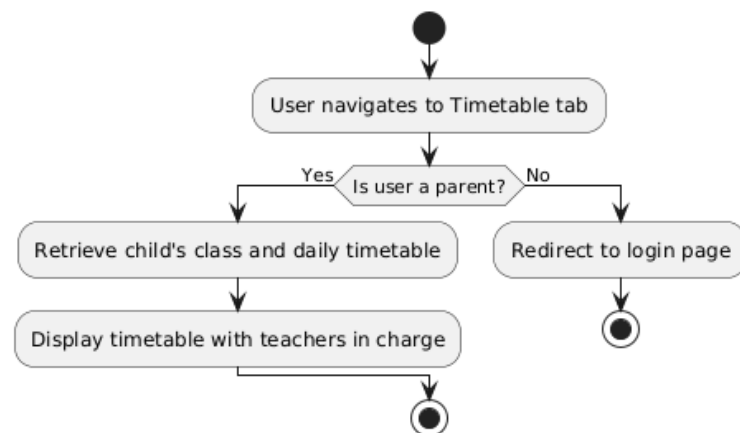 User navigates to Timetable tab
Yes
Is user a parent?
No
Retrieve child's class and daily timetable
Redirect to login page
Display timetable with teachers in charge